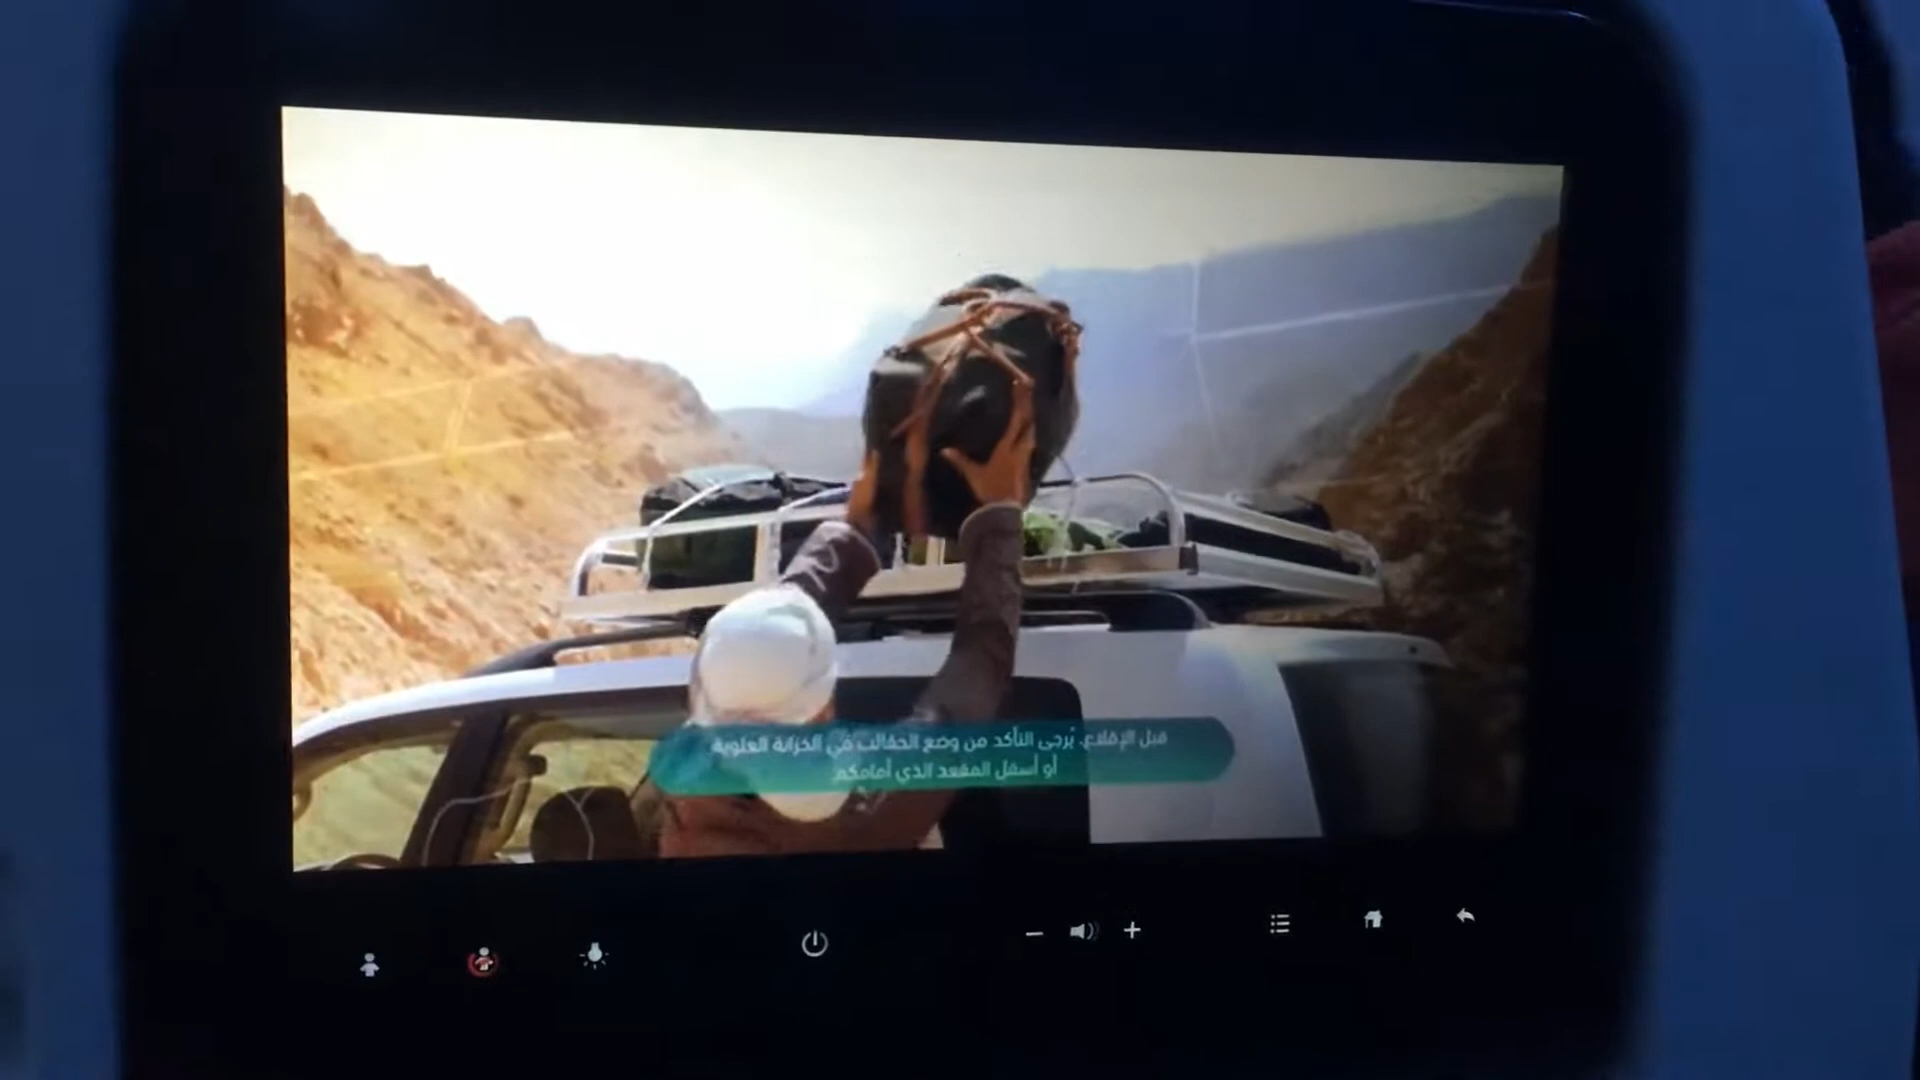 قبل الإقلاع، يُرجى التأكد من وضع الحقائب في الخزانة العلوية
أو أسفل المقعد الذي أمامكم.